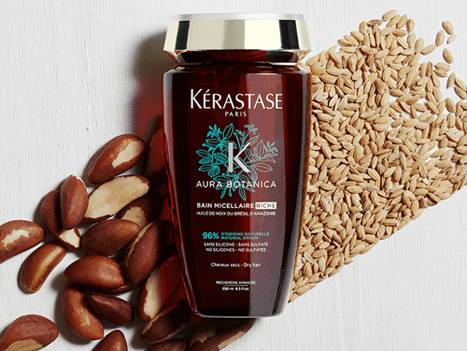 KÉRASTASE
PARIS
K
AURA BOTANICA
BAIN MICELLAIRE RICHE
HUILE DE NOIX DU BRÉSIL D'AMAZONIE
96% D'ORIGINE NATURELLE
NATURAL ORIGIN
SANS SILICONE - SANS SULFATE
NO SILICONES - NO SULFATES
Cheveux secs - Dry hair
RECHERCHE AVANCÉE
250 ml 8.5 fl.oz